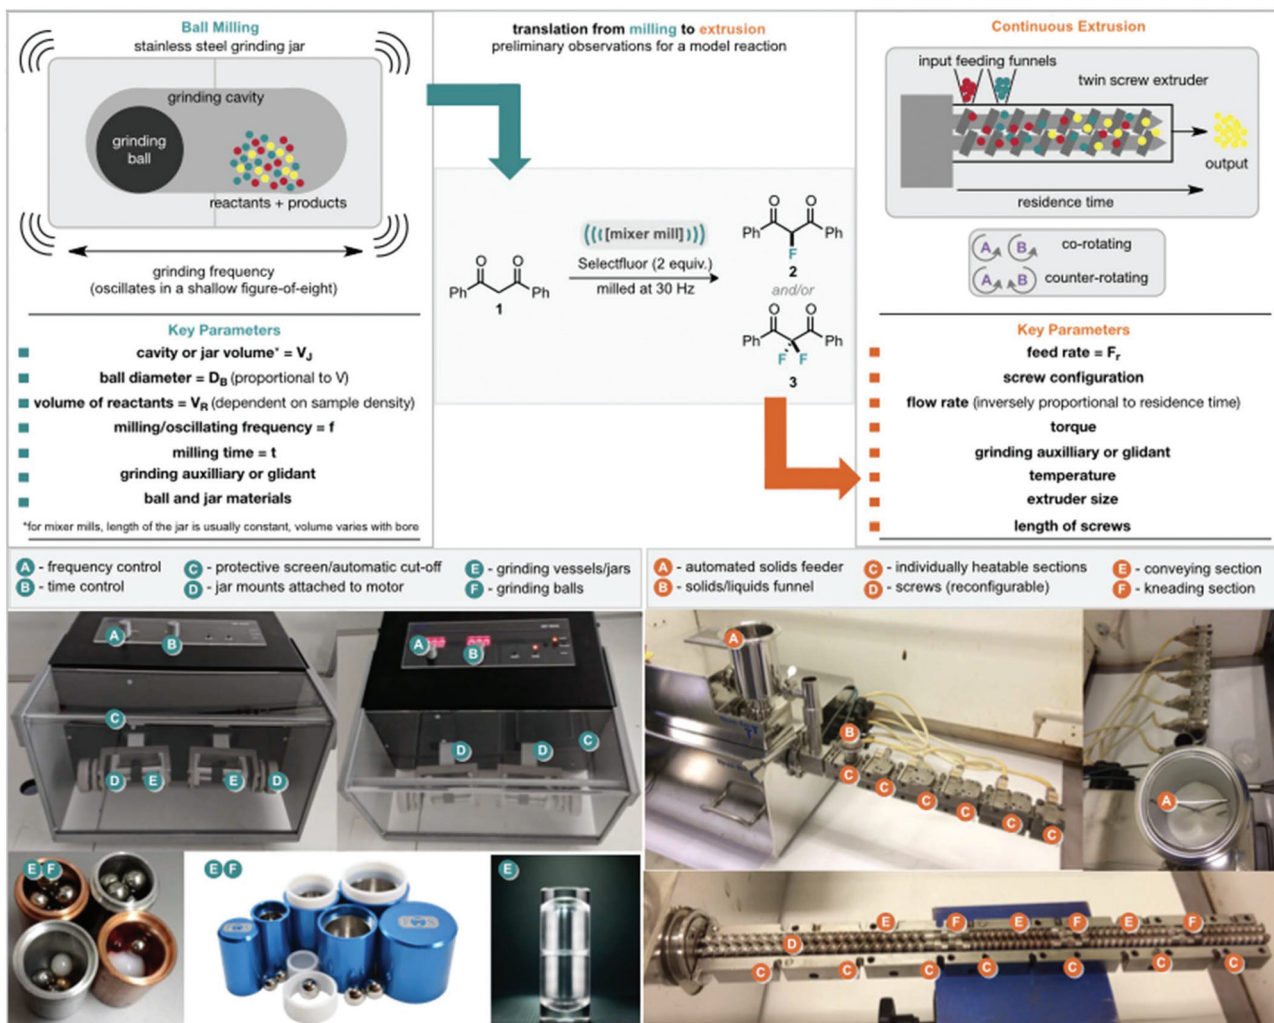 Ball Milling
stainless steel grinding jar
grinding cavity
grinding
ball
reactants + products
grinding frequency
(oscillates in a shallow figure-of-eight)
Key Parameters
cavity or jar volume* = VJ
ball diameter = DB (proportional to V)
volume of reactants = VR (dependent on sample density)
milling/oscillating frequency = f
milling time = t
grinding auxilliary or glidant
ball and jar materials
*for mixer mills, length of the jar is usually constant, volume varies with bore
translation from milling to extrusion
preliminary observations for a model reaction
O O
Ph Ph
1
((([mixer mill])))
Selectfluor (2 equiv.)
milled at 30 Hz
O O
Ph Ph
F
2
and/or
O O
Ph Ph
F F
3
Continuous Extrusion
input feeding funnels
twin screw extruder
output
residence time
A B co-rotating
A B counter-rotating
Key Parameters
feed rate = Fr
screw configuration
flow rate (inversely proportional to residence time)
torque
grinding auxilliary or glidant
temperature
extruder size
length of screws
A - frequency control
B - time control
C - protective screen/automatic cut-off
D - jar mounts attached to motor
E - grinding vessels/jars
F - grinding balls
A - automated solids feeder
B - solids/liquids funnel
C - individually heatable sections
D - screws (reconfigurable)
E - conveying section
F - kneading section
A B
C
D E E D
A B
D D C
E F
E F
E
A
B
C C C C C C
A
E F E F E F
D
C C C C C C C